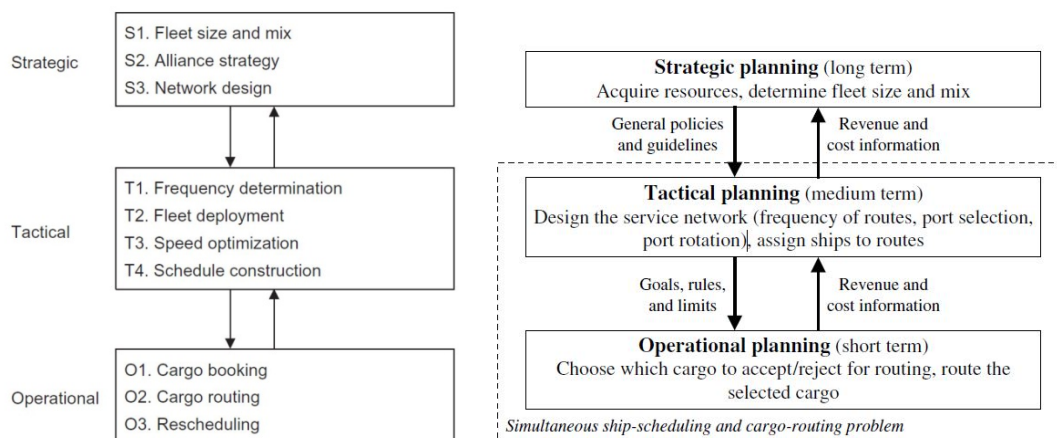 Strategic
S1. Fleet size and mix
S2. Alliance strategy
S3. Network design
Tactical
T1. Frequency determination
T2. Fleet deployment
T3. Speed optimization
T4. Schedule construction
Operational
O1. Cargo booking
O2. Cargo routing
O3. Rescheduling
Strategic planning (long term)
Acquire resources, determine fleet size and mix
General policies
and guidelines
Revenue and
cost information
Tactical planning (medium term)
Design the service network (frequency of routes, port selection,
port rotation), assign ships to routes
Goals, rules,
and limits
Revenue and
cost information
Operational planning (short term)
Choose which cargo to accept/reject for routing, route the
selected cargo
Simultaneous ship-scheduling and cargo-routing problem